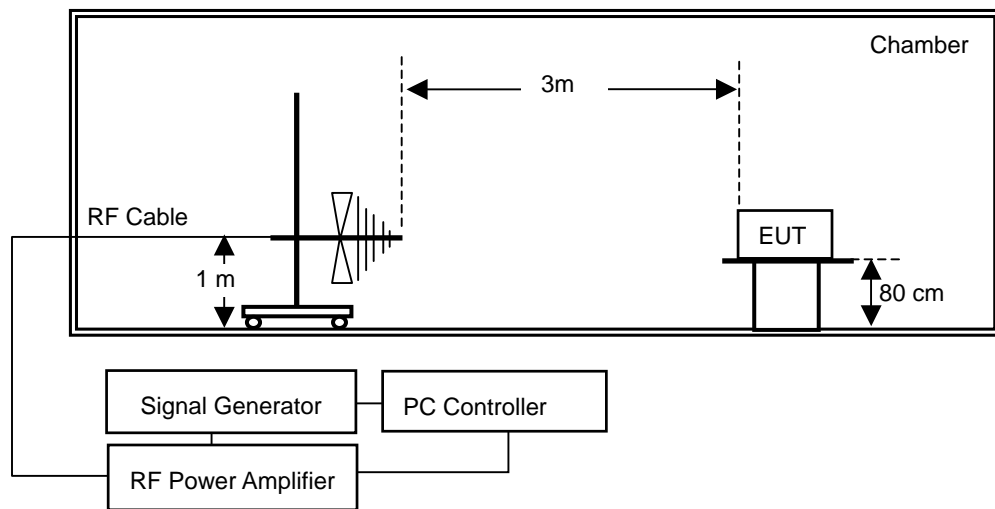 Chamber
3m
RF Cable
EUT
1 m
80 cm
Signal Generator
PC Controller
RF Power Amplifier